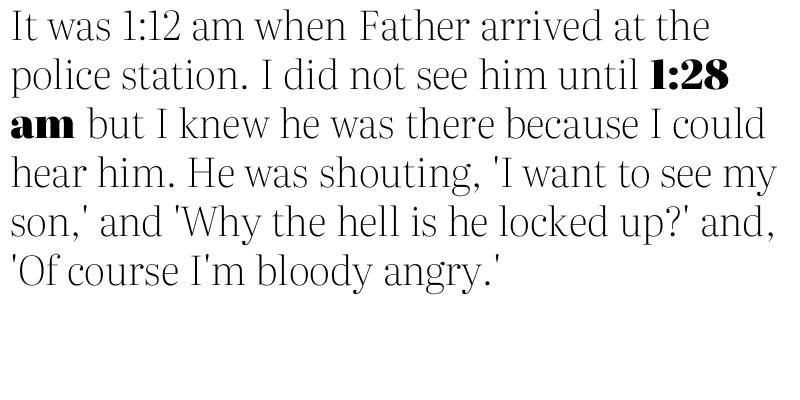 It was 1:12 am when Father arrived at the
police station. I did not see him until 1:28
am but I knew he was there because I could
hear him. He was shouting, 'I want to see my
son,' and 'Why the hell is he locked up?' and,
'Of course I'm bloody angry.'